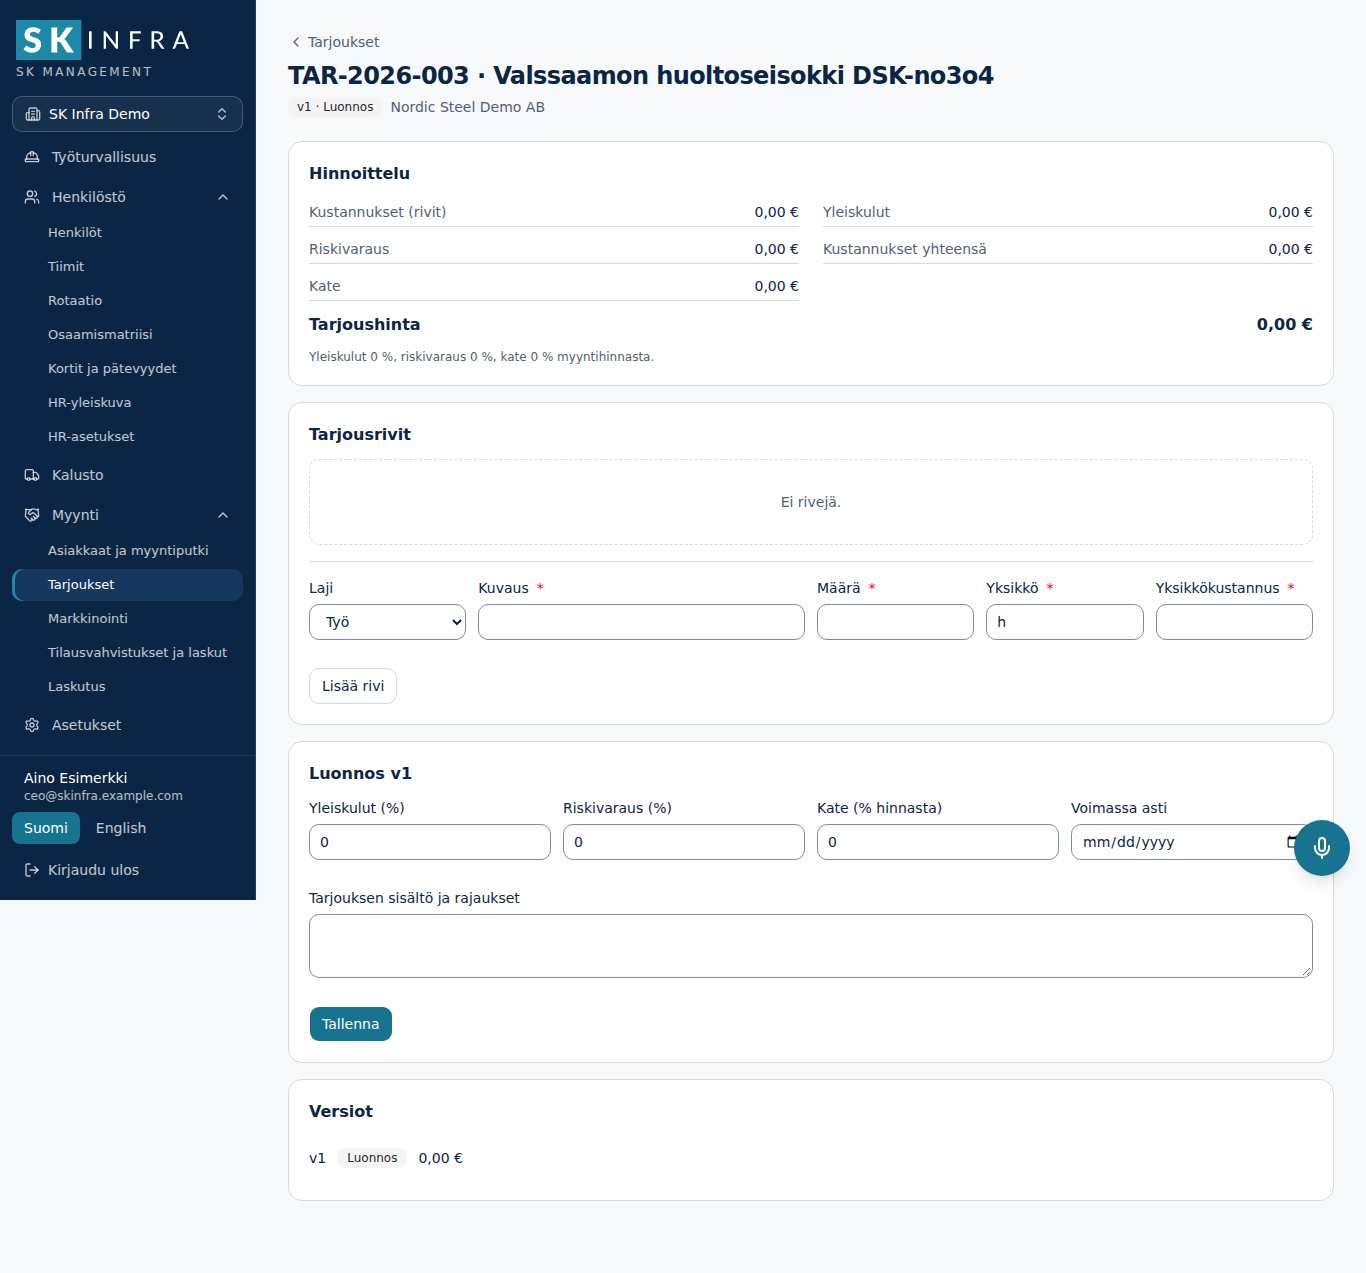 SK INFRA
SK MANAGEMENT
SK Infra Demo
Työturvallisuus
Henkilöstö
Henkilöt
Tiimit
Rotaatio
Osaamismatriisi
Kortit ja pätevyydet
HR-yleiskuva
HR-asetukset
Kalusto
Myynti
Asiakkaat ja myyntiputki
Tarjoukset
Markkinointi
Tilausvahvistukset ja laskut
Laskutus
Asetukset
Aino Esimerkki
ceo@skinfra.example.com
Suomi English
Kirjaudu ulos
Tarjoukset
TAR-2026-003 · Valssaamon huoltoseisokki DSK-no3o4
v1 · Luonnos Nordic Steel Demo AB
Hinnoittelu
Kustannukset (rivit) 0,00 € Yleiskulut 0,00 €
Riskivaraus 0,00 € Kustannukset yhteensä 0,00 €
Kate 0,00 €
Tarjoushinta 0,00 €
Yleiskulut 0 %, riskivaraus 0 %, kate 0 % myyntihinnasta.
Tarjousrivit
Ei rivejä.
Laji Kuvaus * Määrä * Yksikkö * Yksikkökustannus *
Työ h
Lisää rivi
Luonnos v1
Yleiskulut (%) Riskivaraus (%) Kate (% hinnasta) Voimassa asti
0 0 0 mm/dd/yyyy
Tarjouksen sisältö ja rajaukset
Tallenna
Versiot
v1 Luonnos 0,00 €